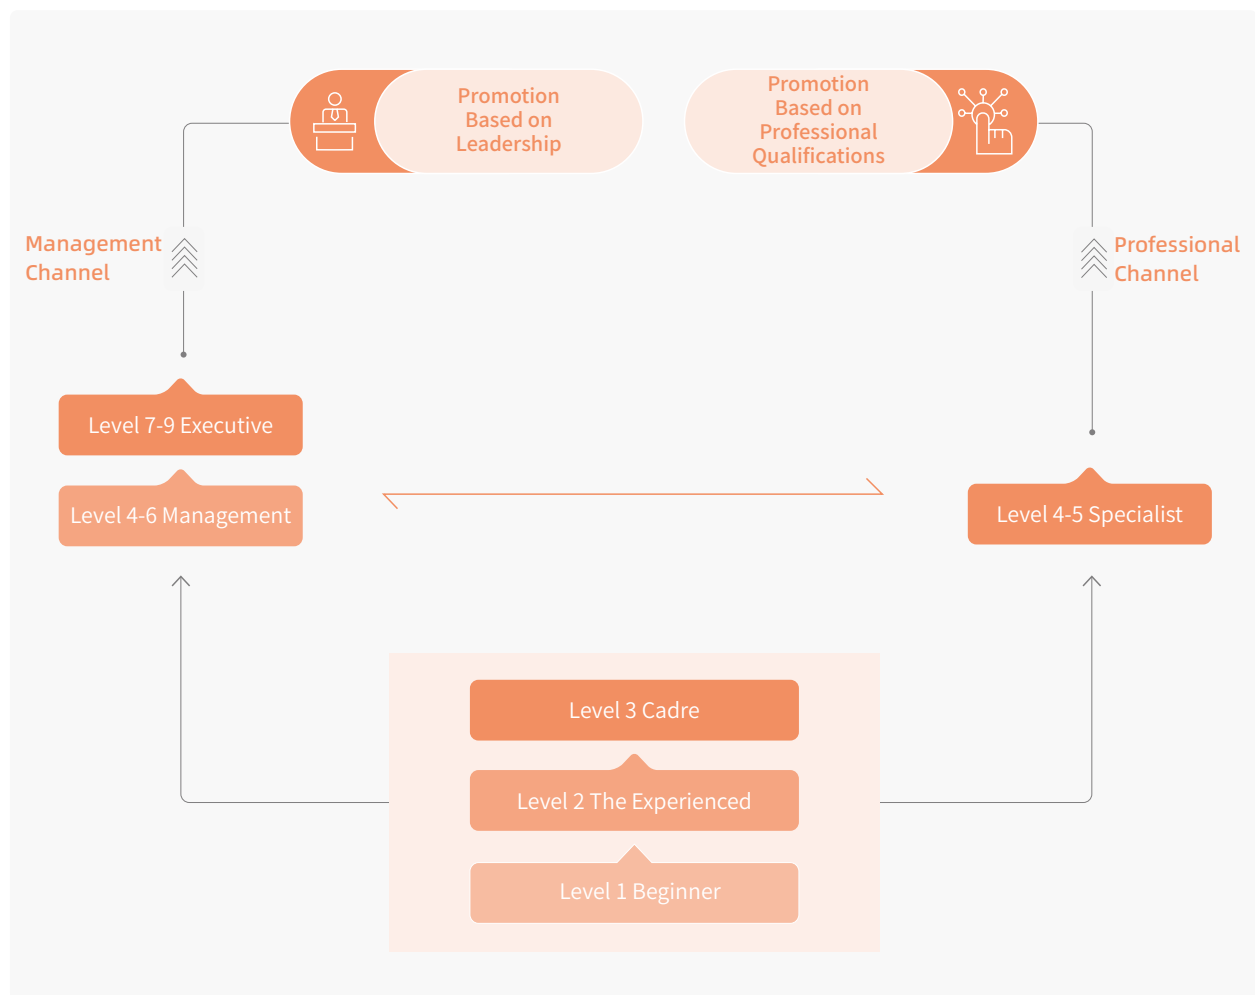 Promotion
Based on
Leadership
Promotion
Based on
Professional
Qualifications
Management
Channel
Professional
Channel
Level 7-9 Executive
Level 4-6 Management
Level 4-5 Specialist
Level 3 Cadre
Level 2 The Experienced
Level 1 Beginner